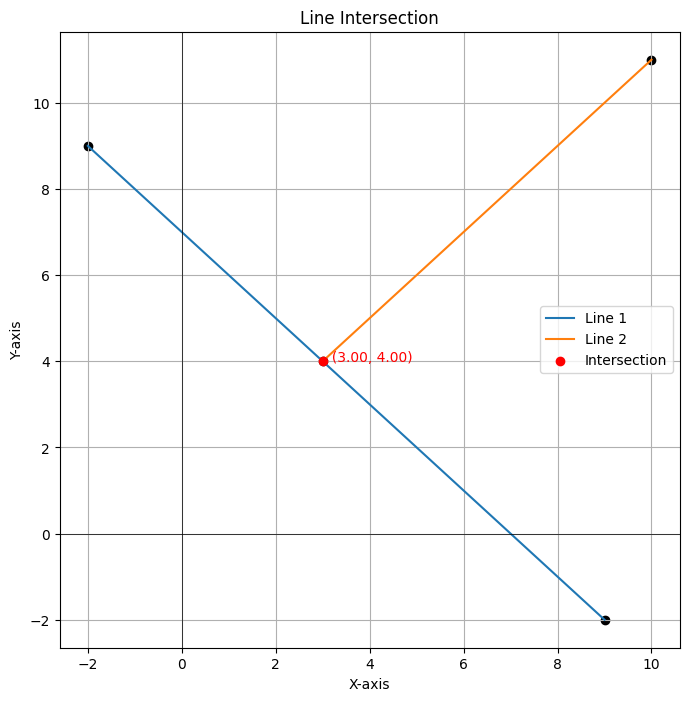 Line Intersection
10
8
6
4
2
0
−2
Y-axis
(3.00, 4.00)
Line 1
Line 2
Intersection
−2 0 2 4 6 8 10
X-axis